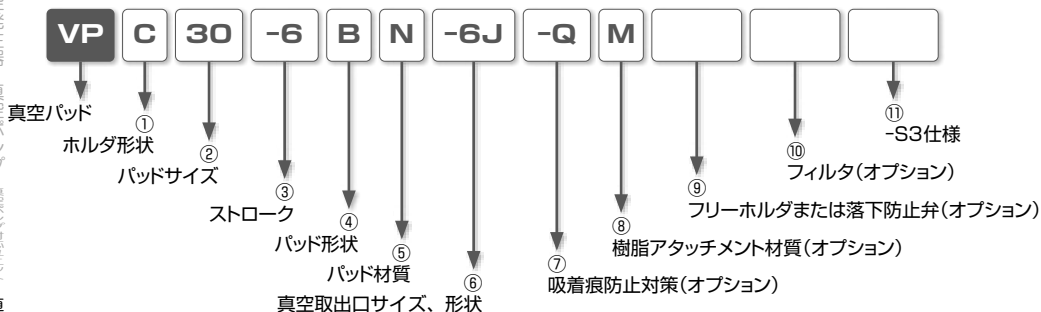 VP C 30 -6 B N -6J -Q M
真空パッド
①
ホルダ形状
②
パッドサイズ
③
ストローク
④
パッド形状
⑤
パッド材質
⑥
真空取出口サイズ、形状
⑦
吸着痕防止対策(オプション)
⑧
樹脂アタッチメント材質(オプション)
⑨
フリーホルダまたは落下防止弁(オプション)
⑩
フィルタ(オプション)
⑪
-S3仕様